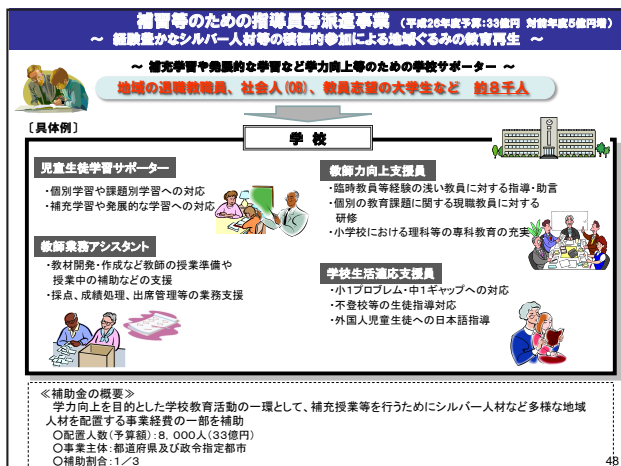 補習等のための指導員等派遣事業 (平成26年度予算:33億円 対前年度5億円増)
~ 経験豊かなシルバー人材等の積極的参加による地域ぐるみの教育再生 ~
~ 補充学習や発展的な学習など学力向上等のための学校サポーター ~
地域の退職教職員、社会人(OB)、教員志望の大学生など 約8千人
〔具体例〕
学 校
児童生徒学習サポーター
・個別学習や課題別学習への対応
・補充学習や発展的な学習への対応
教師業務アシスタント
・教材開発・作成など教師の授業準備や
授業中の補助などの支援
・採点、成績処理、出席管理等の業務支援
教師力向上支援員
・臨時教員等経験の浅い教員に対する指導・助言
・個別の教育課題に関する現職教員に対する
研修
・小学校における理科等の専科教育の充実
学校生活適応支援員
・小1プロブレム・中1ギャップへの対応
・不登校等の生徒指導対応
・外国人児童生徒への日本語指導
≪補助金の概要≫
学力向上を目的とした学校教育活動の一環として、補充授業等を行うためにシルバー人材など多様な地域
人材を配置する事業経費の一部を補助
○配置人数(予算額):8,000人(33億円)
○事業主体:都道府県及び政令指定都市
○補助割合:1/3
48